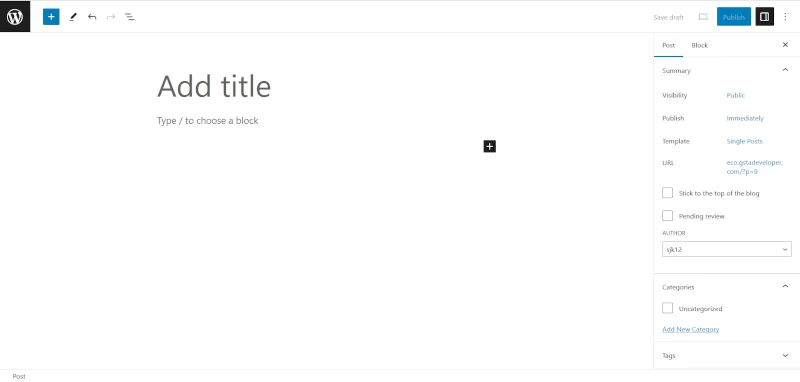 Save draft
Publish
Add title
Type / to choose a block
Post Block
Summary
Visibility Public
Publish Immediately
Template Single Posts
URL eco.gstadeveloper.
com/?p=9
Stick to the top of the blog
Pending review
AUTHOR
sjk12
Categories
Uncategorized
Add New Category
Tags
Post